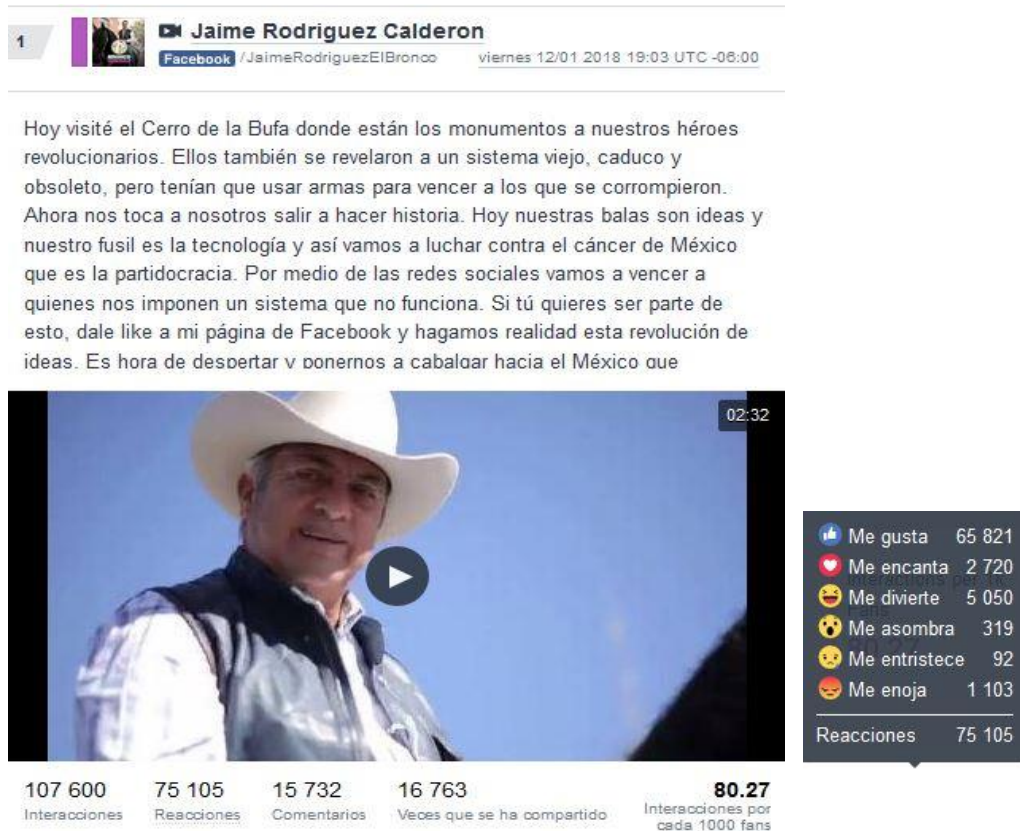 1
Jaime Rodriguez Calderon
Facebook /JaimeRodriguezElBronco viernes 12/01 2018 19:03 UTC -06:00
Hoy visité el Cerro de la Bufa donde están los monumentos a nuestros héroes
revolucionarios. Ellos también se revelaron a un sistema viejo, caduco y
obsoleto, pero tenían que usar armas para vencer a los que se corrompieron.
Ahora nos toca a nosotros salir a hacer historia. Hoy nuestras balas son ideas y
nuestro fusil es la tecnología y así vamos a luchar contra el cáncer de México
que es la partidocracia. Por medio de las redes sociales vamos a vencer a
quienes nos imponen un sistema que no funciona. Si tú quieres ser parte de
esto, dale like a mi página de Facebook y hagamos realidad esta revolución de
ideas. Es hora de despertar y ponernos a cabalgar hacia el México que
02:32
Me gusta 65 821
Me encanta 2 720
Me divierte 5 050
Me asombra 319
Me entristece 92
Me enoja 1 103
Reacciones 75 105
107 600 75 105 15 732 16 763 80.27
Interacciones Reacciones Comentarios Veces que se ha compartido Interacciones por
cada 1000 fans